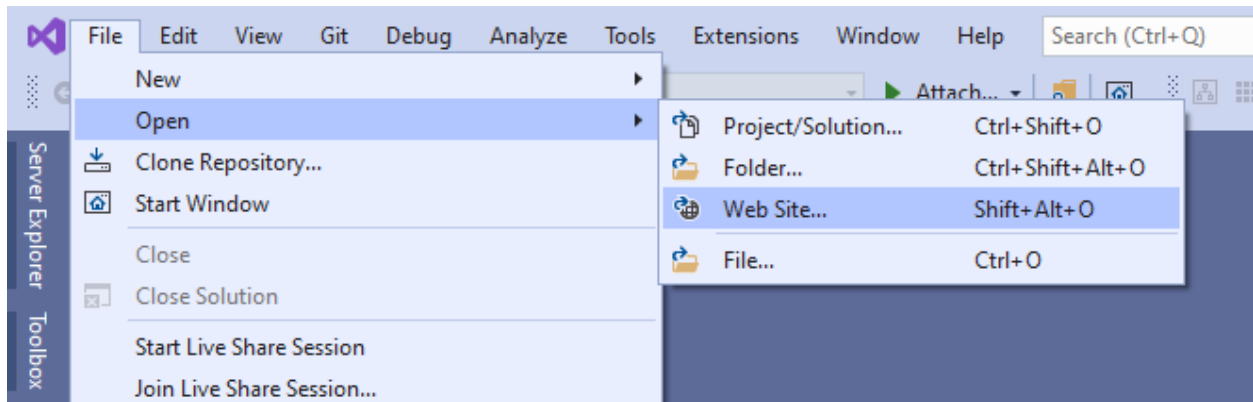 File Edit View Git Debug Analyze Tools Extensions Window Help Search (Ctrl+Q)
Attach...
New
Open
Clone Repository...
Start Window
Close
Close Solution
Start Live Share Session
Join Live Share Session...
Project/Solution... Ctrl+Shift+O
Folder... Ctrl+Shift+Alt+O
Web Site... Shift+Alt+O
File... Ctrl+O
Server Explorer
Toolbox